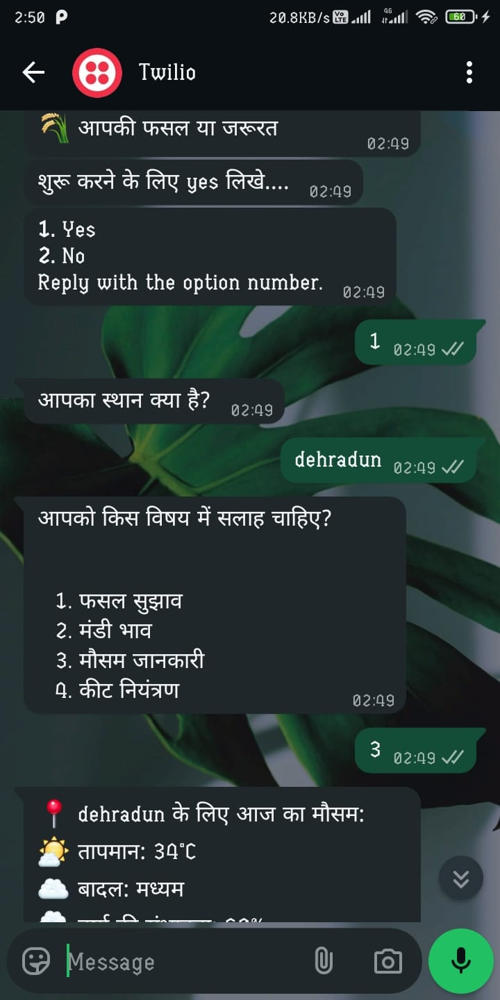 2:50
20.8KB/s Vo LTE 4G 60
Twilio
आपकी फसल या जरूरत
02:49
शुरू करने के लिए yes लिखे....
02:49
1. Yes
2. No
Reply with the option number.
02:49
1
02:49
आपका स्थान क्या है?
02:49
dehradun
02:49
आपको किस विषय में सलाह चाहिए?
1. फसल सुझाव
2. मंडी भाव
3. मौसम जानकारी
4. कीट नियंत्रण
02:49
3
02:49
dehradun के लिए आज का मौसम:
तापमान: 34°C
बादल: मध्यम
Message